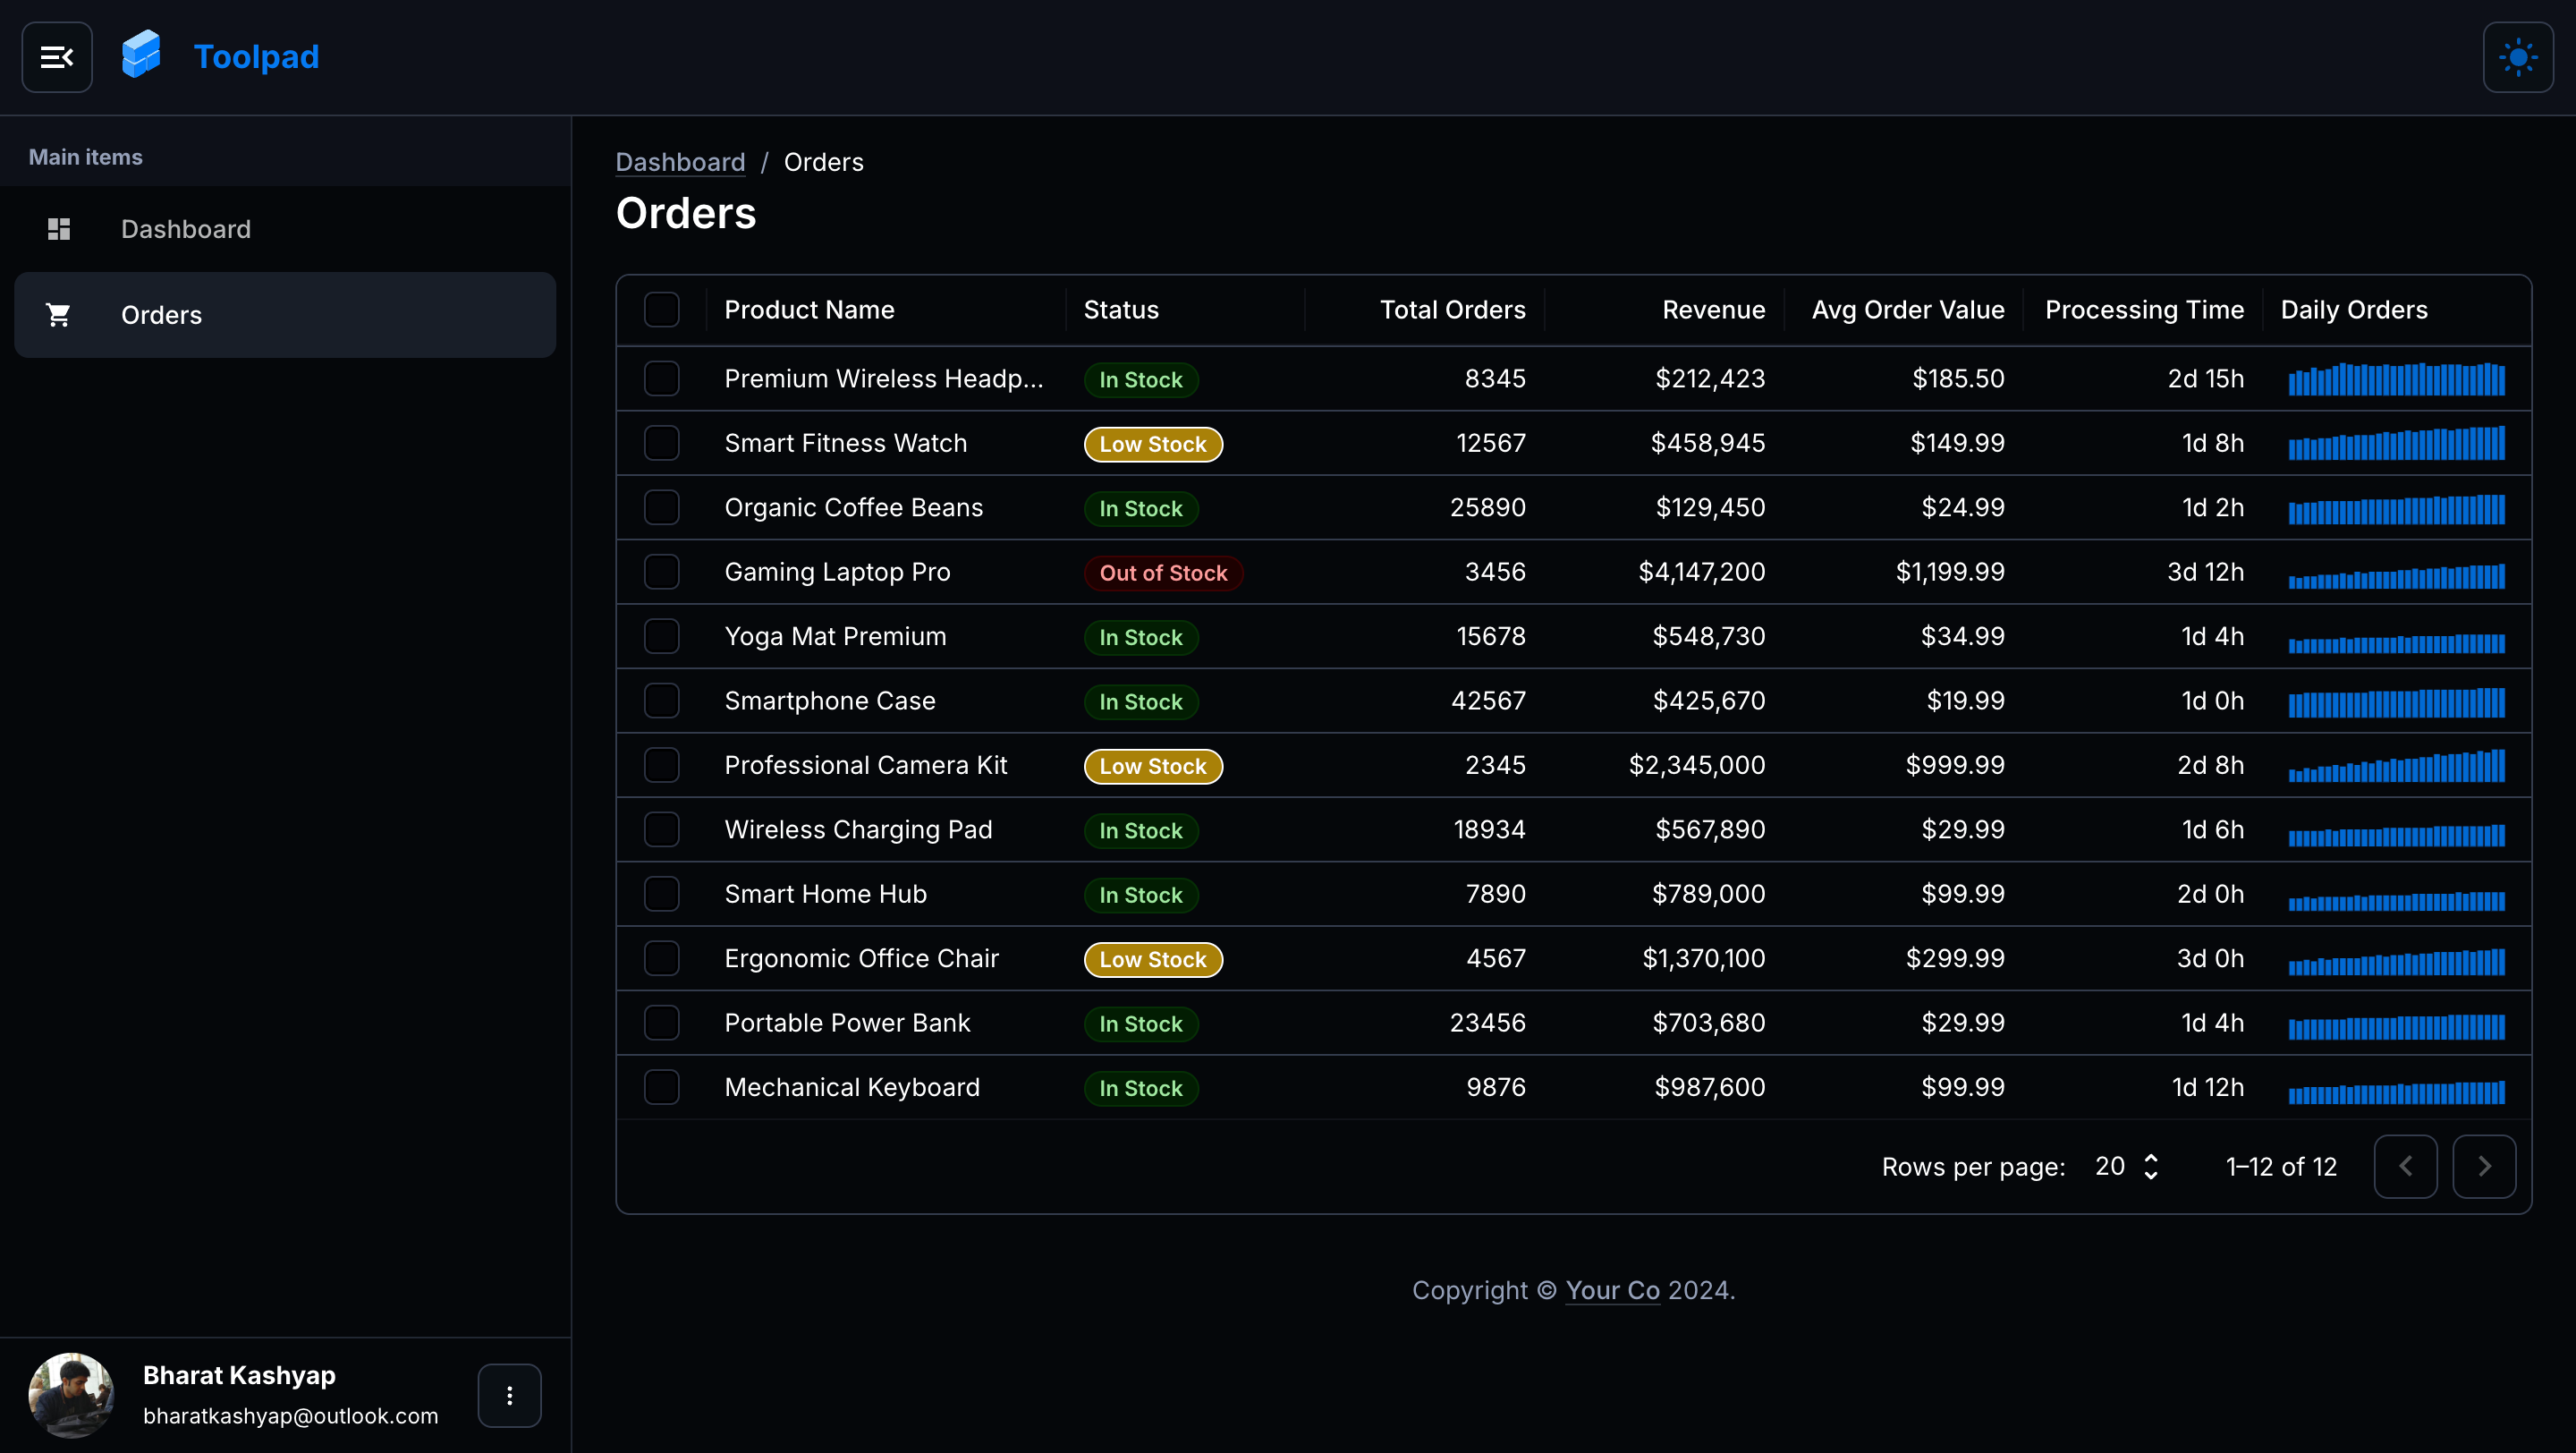 Toolpad
Main items
Dashboard
Orders
Dashboard / Orders
Orders
Product Name Status Total Orders Revenue Avg Order Value Processing Time Daily Orders
Premium Wireless Headp... In Stock 8345 $212,423 $185.50 2d 15h
Smart Fitness Watch Low Stock 12567 $458,945 $149.99 1d 8h
Organic Coffee Beans In Stock 25890 $129,450 $24.99 1d 2h
Gaming Laptop Pro Out of Stock 3456 $4,147,200 $1,199.99 3d 12h
Yoga Mat Premium In Stock 15678 $548,730 $34.99 1d 4h
Smartphone Case In Stock 42567 $425,670 $19.99 1d 0h
Professional Camera Kit Low Stock 2345 $2,345,000 $999.99 2d 8h
Wireless Charging Pad In Stock 18934 $567,890 $29.99 1d 6h
Smart Home Hub In Stock 7890 $789,000 $99.99 2d 0h
Ergonomic Office Chair Low Stock 4567 $1,370,100 $299.99 3d 0h
Portable Power Bank In Stock 23456 $703,680 $29.99 1d 4h
Mechanical Keyboard In Stock 9876 $987,600 $99.99 1d 12h
Rows per page: 20 1–12 of 12
Copyright © Your Co 2024.
Bharat Kashyap
bharatkashyap@outlook.com